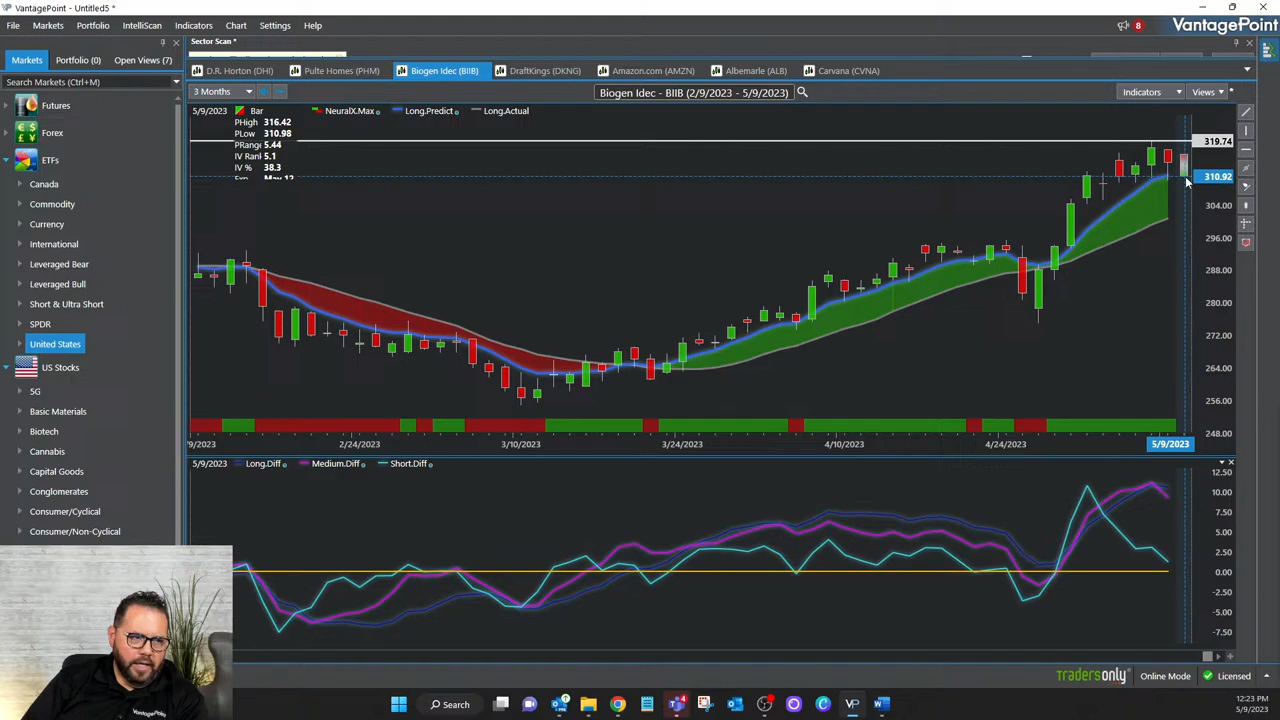 VantagePoint - Untitled5 *
File Markets Portfolio IntelliScan Indicators Chart Settings Help
8 VantagePoint
Markets Portfolio (0) Open Views (7)
Search Markets (Ctrl+M)
Futures
Forex
ETFs
Canada
Commodity
Currency
International
Leveraged Bear
Leveraged Bull
Short & Ultra Short
SPDR
United States
US Stocks
5G
Basic Materials
Biotech
Cannabis
Capital Goods
Conglomerates
Consumer/Cyclical
Consumer/Non-Cyclical
Sector Scan *
D.R. Horton (DHI) Pulte Homes (PHM) Biogen Idec (BIIB) DraftKings (DKNG) Amazon.com (AMZN) Albemarle (ALB) Carvana (CVNA)
3 Months Biogen Idec - BIIB (2/9/2023 - 5/9/2023) Indicators Views
5/9/2023 Bar NeuralX.Max Long.Predict Long.Actual
PHigh 316.42
PLow 310.98
PRange 5.44
IV Rank 5.1
IV % 38.3
Exp May 12
319.74
310.92
304.00
296.00
288.00
280.00
272.00
264.00
256.00
248.00
/9/2023 2/24/2023 3/10/2023 3/24/2023 4/10/2023 4/24/2023 5/9/2023
5/9/2023 Long.Diff Medium.Diff Short.Diff
12.50
10.00
7.50
5.00
2.50
0.00
-2.50
-5.00
-7.50
VantagePoint
tradersonly Online Mode Licensed
Search 4 VP
12:23 PM
5/9/2023